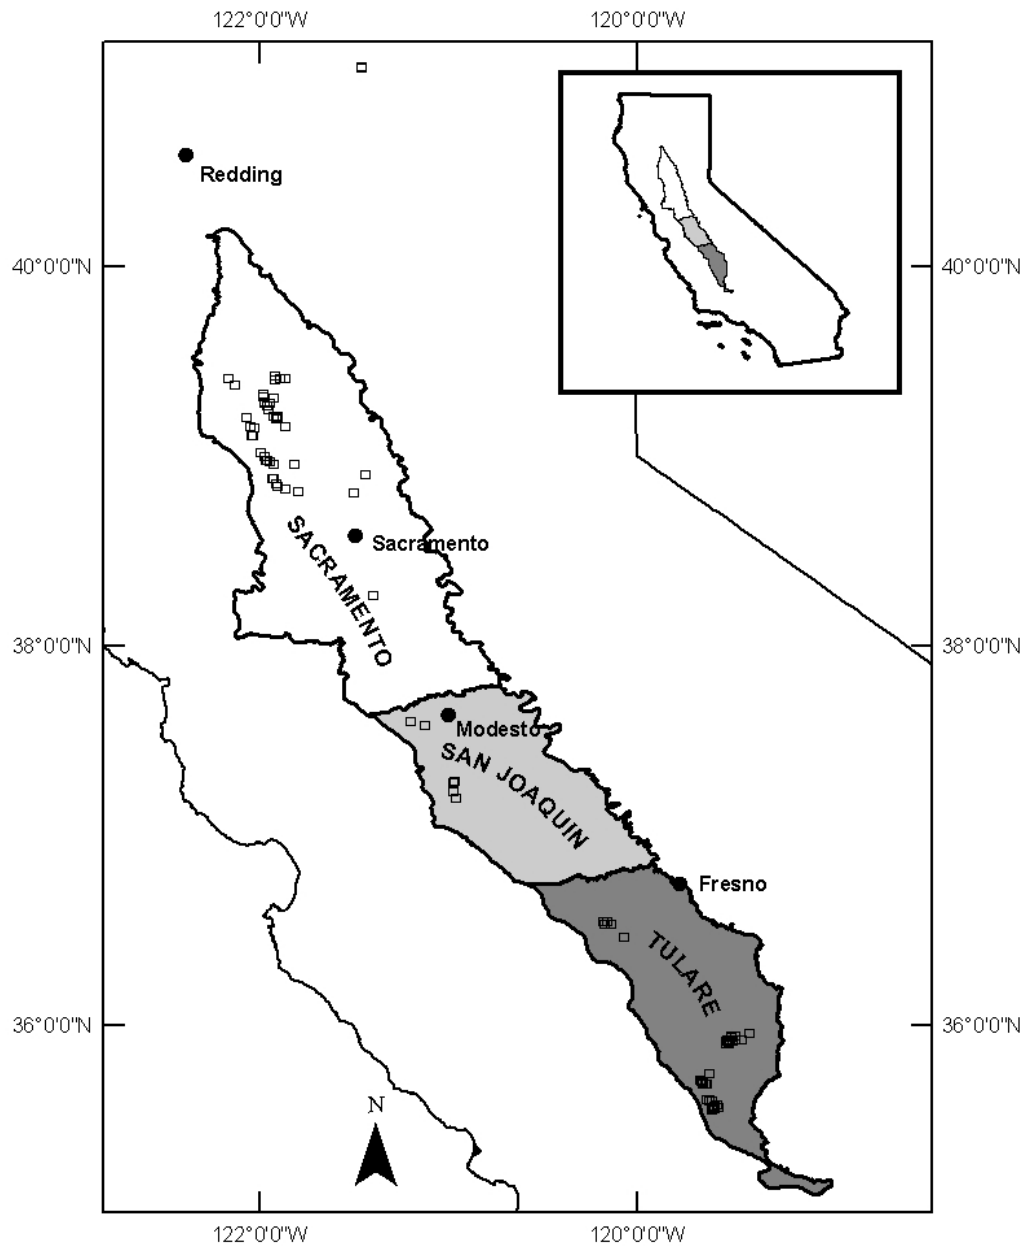 122°0'0"W 120°0'0"W
Redding
40°0'0"N 40°0'0"N
SACRAMENTO
Sacramento
38°0'0"N 38°0'0"N
Modesto
SAN JOAQUIN
Fresno
TULARE
36°0'0"N 36°0'0"N
N
122°0'0"W 120°0'0"W